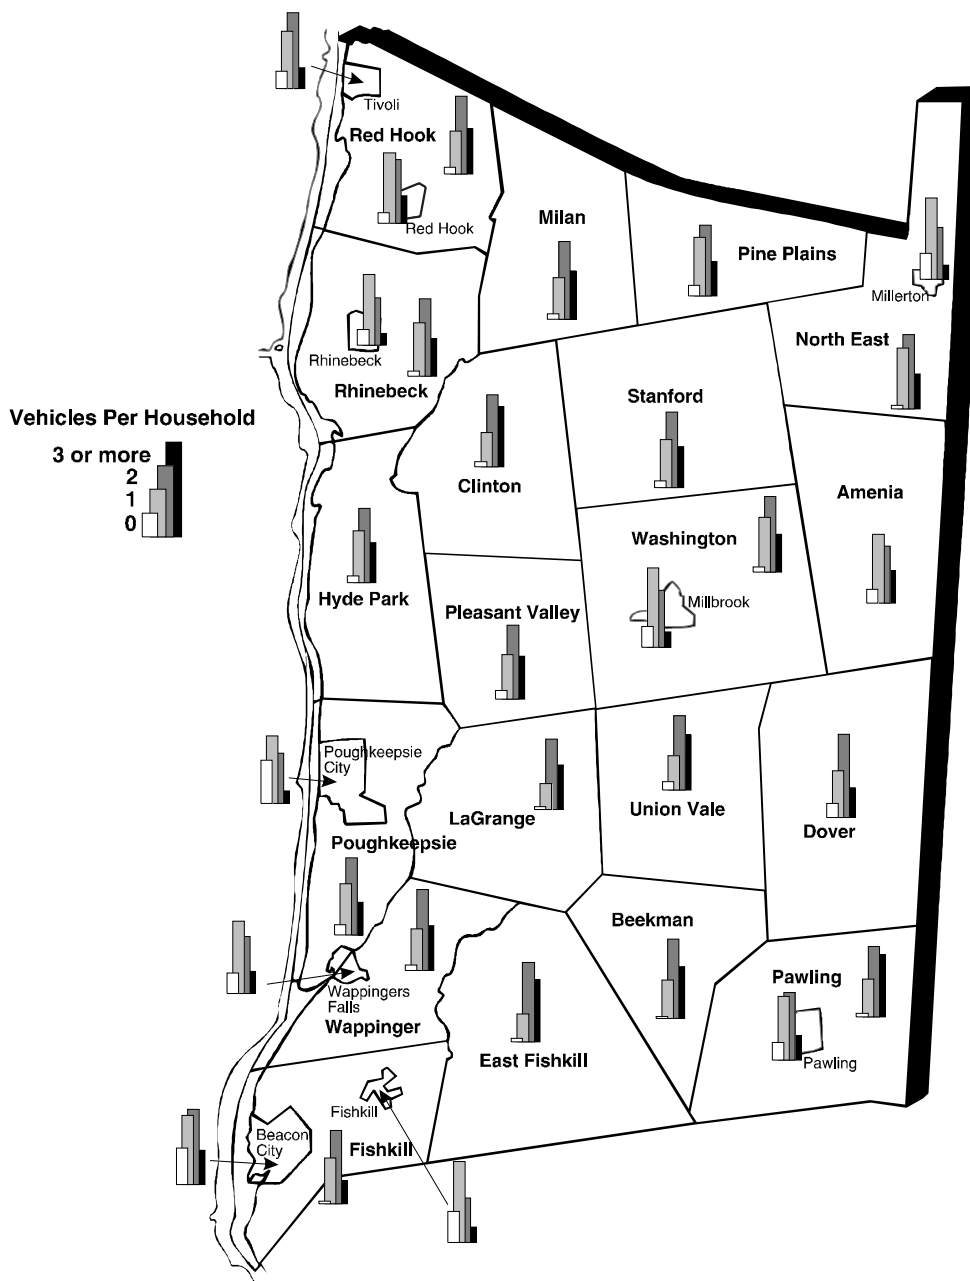 Tivoli
Red Hook
Red Hook
Milan
Pine Plains
Millerton
North East
Rhinebeck
Rhinebeck
Vehicles Per Household
3 or more
2
1
0
Stanford
Clinton
Amenia
Washington
Hyde Park
Millbrook
Pleasant Valley
Poughkeepsie
City
Poughkeepsie
LaGrange
Union Vale
Dover
Beekman
Pawling
Wappingers
Falls
Wappinger
East Fishkill
Pawling
Fishkill
Beacon
City
Fishkill